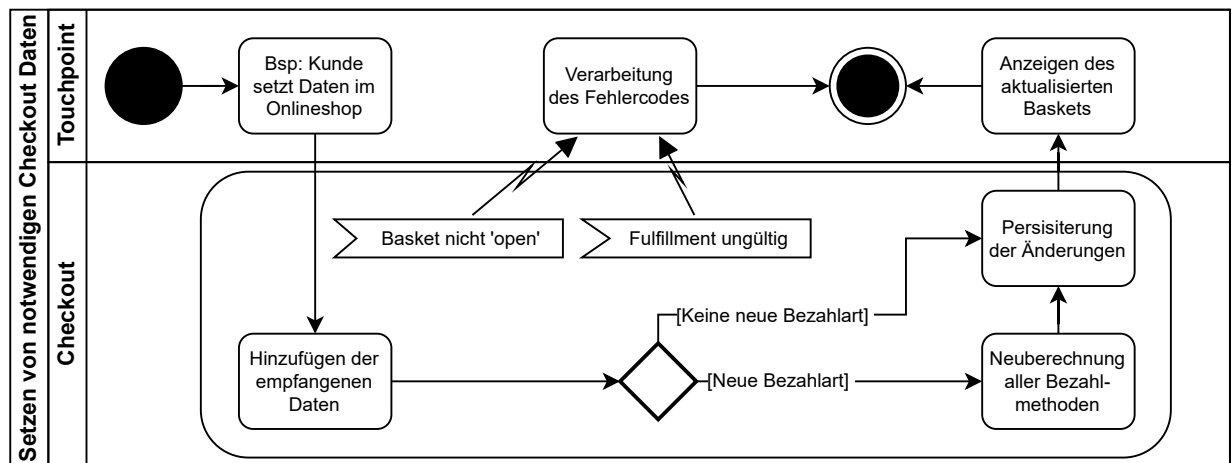 Setzen von notwendigen Checkout Daten
Touchpoint
Bsp: Kunde
setzt Daten im
Onlineshop
Verarbeitung
des Fehlercodes
Anzeigen des
aktualisierten
Baskets
Checkout
Basket nicht 'open'
Fulfillment ungültig
Persisiterung
der Änderungen
[Keine neue Bezahlart]
Hinzufügen der
empfangenen
Daten
[Neue Bezahlart]
Neuberechnung
aller Bezahl-
methoden